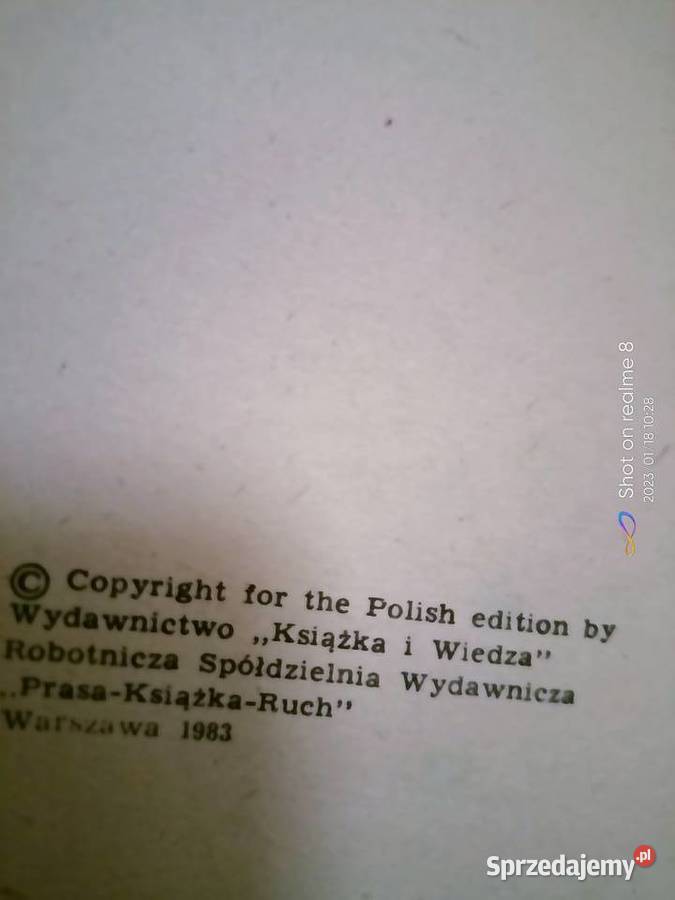 © Copyright for the Polish edition by
Wydawnictwo „Książka i Wiedza”
Robotnicza Spółdzielnia Wydawnicza
„Prasa-Książka-Ruch”
Warszawa 1983
Shot on realme 8
2023/01/18 10:28
Sprzedajemy.pl